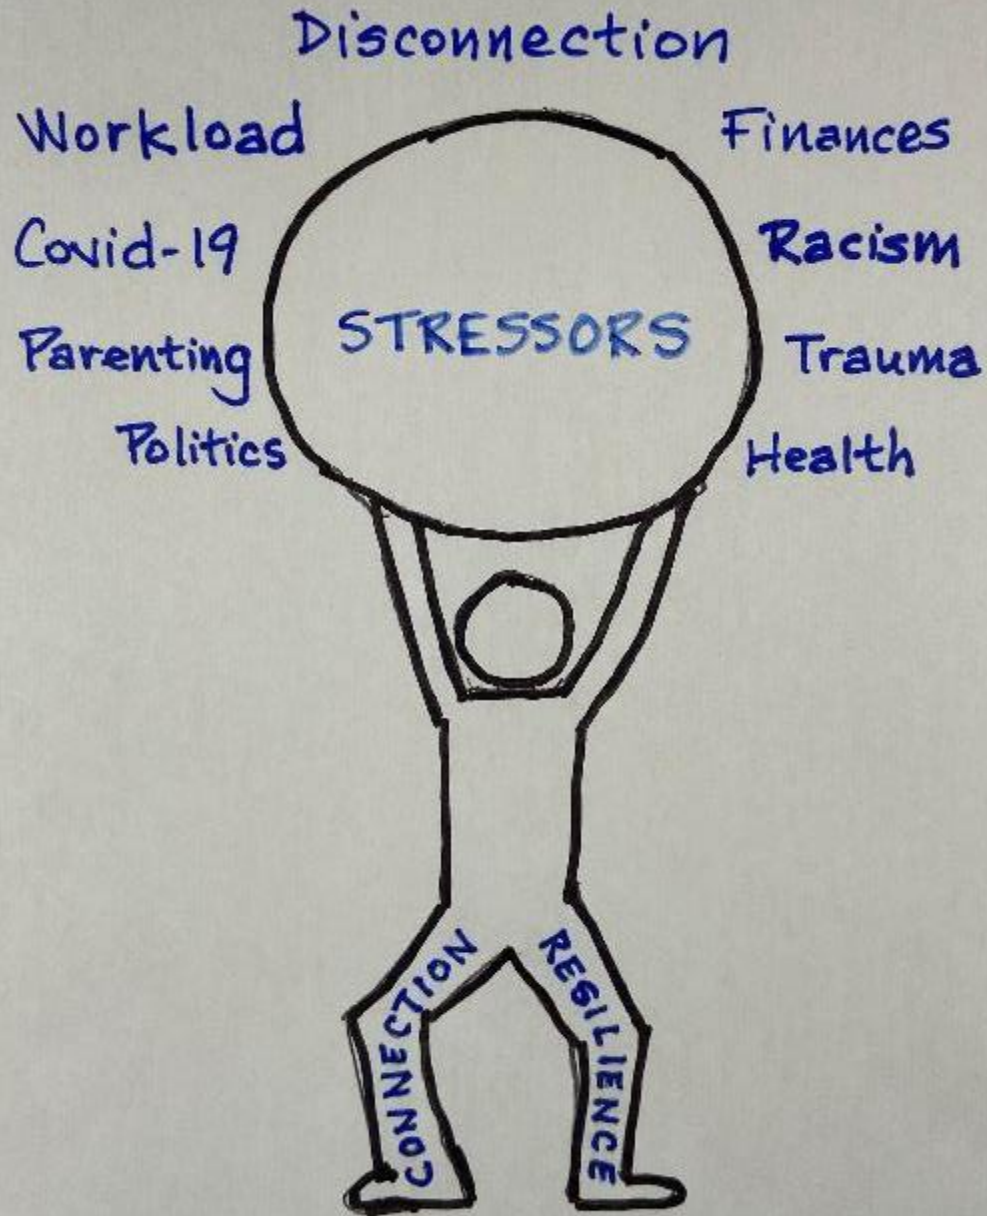 Disconnection
Workload
Finances
Covid-19
Racism
STRESSORS
Parenting
Trauma
Politics
Health
CONNECTION
RESILIENCE